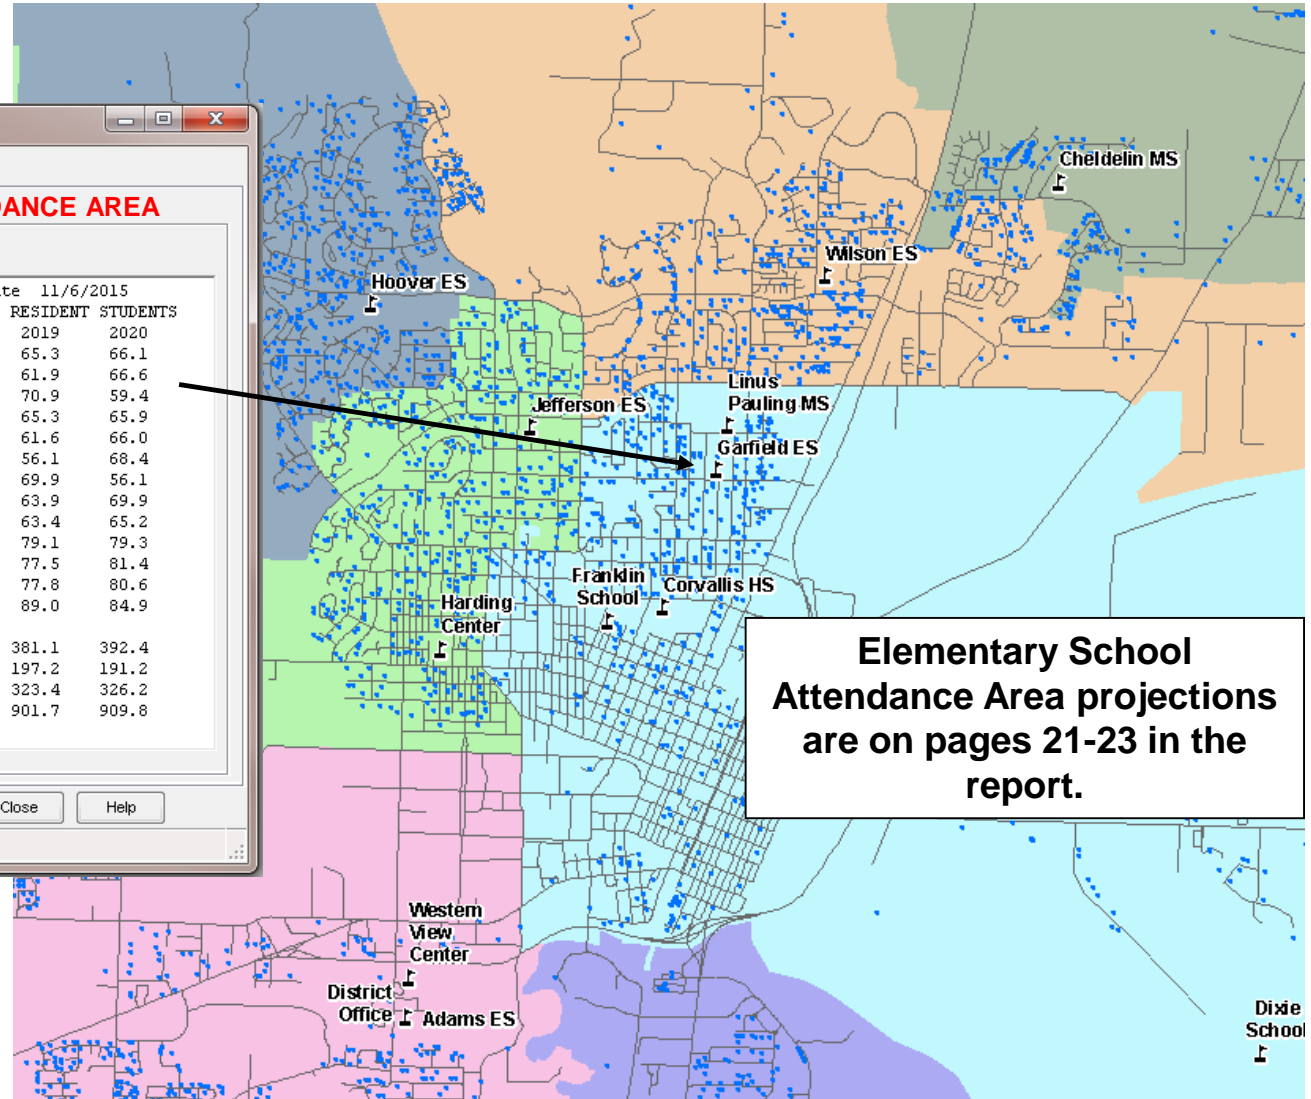 DANCE AREA
te 11/6/2015
RESIDENT STUDENTS
2019 2020
65.3 66.1
61.9 66.6
70.9 59.4
65.3 65.9
61.6 66.0
56.1 68.4
69.9 56.1
63.9 69.9
63.4 65.2
79.1 79.3
77.5 81.4
77.8 80.6
89.0 84.9
381.1 392.4
197.2 191.2
323.4 326.2
901.7 909.8
Close Help
Cheldelin MS
Wilson ES
Hoover ES
Linus
Pauling MS
Jefferson ES
Garfield ES
Franklin
School
Corvallis HS
Harding
Center
Elementary School
Attendance Area projections
are on pages 21-23 in the
report.
Western
View
Center
District
Office
Adams ES
Dixie
School